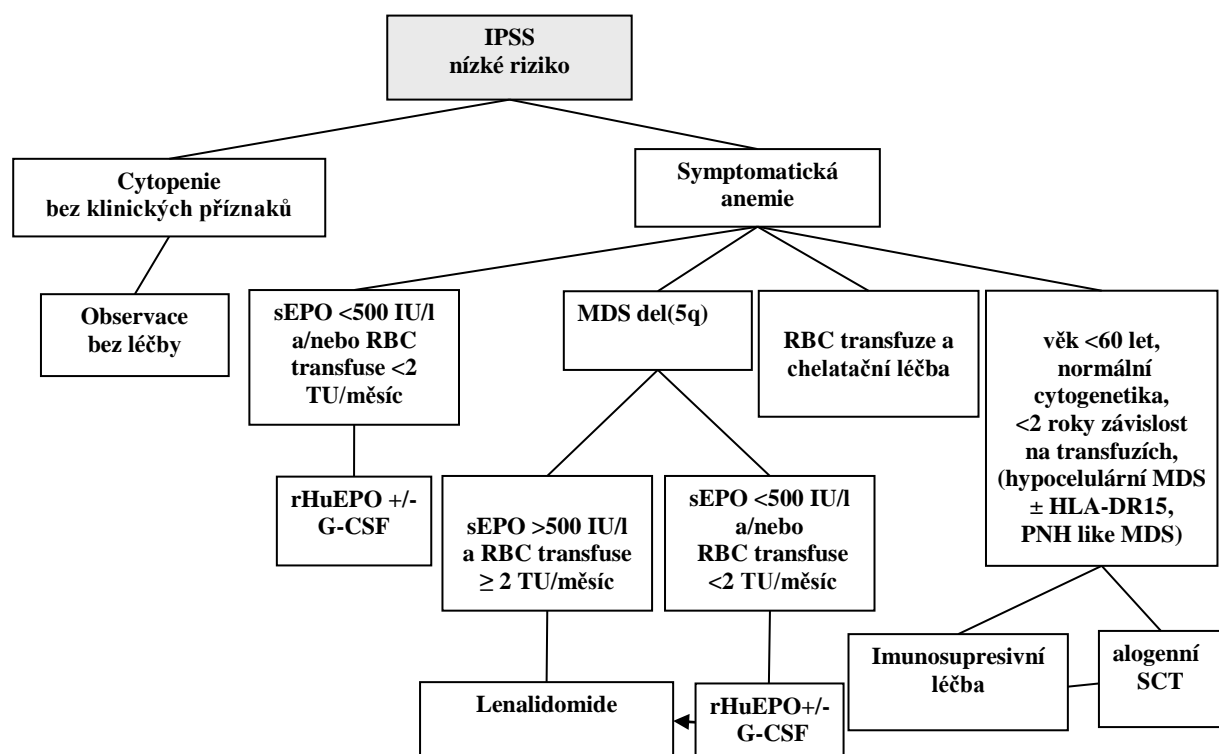 IPSS
nízké riziko
Cytopenie
bez klinických příznaků
Symptomatická
anemie
Observace
bez léčby
sEPO <500 IU/l
a/nebo RBC
transfuse <2
TU/měsíc
MDS del(5q)
RBC transfuze a
chelatační léčba
věk <60 let,
normální
cytogenetika,
<2 roky závislost
na transfuzích,
(hypocelulární MDS
± HLA-DR15,
PNH like MDS)
rHuEPO +/-
G-CSF
sEPO >500 IU/l
a RBC transfuse
≥ 2 TU/měsíc
sEPO <500 IU/l
a/nebo
RBC transfuse
<2 TU/měsíc
Imunosupresivní
léčba
alogenní
SCT
Lenalidomide
rHuEPO+/-
G-CSF